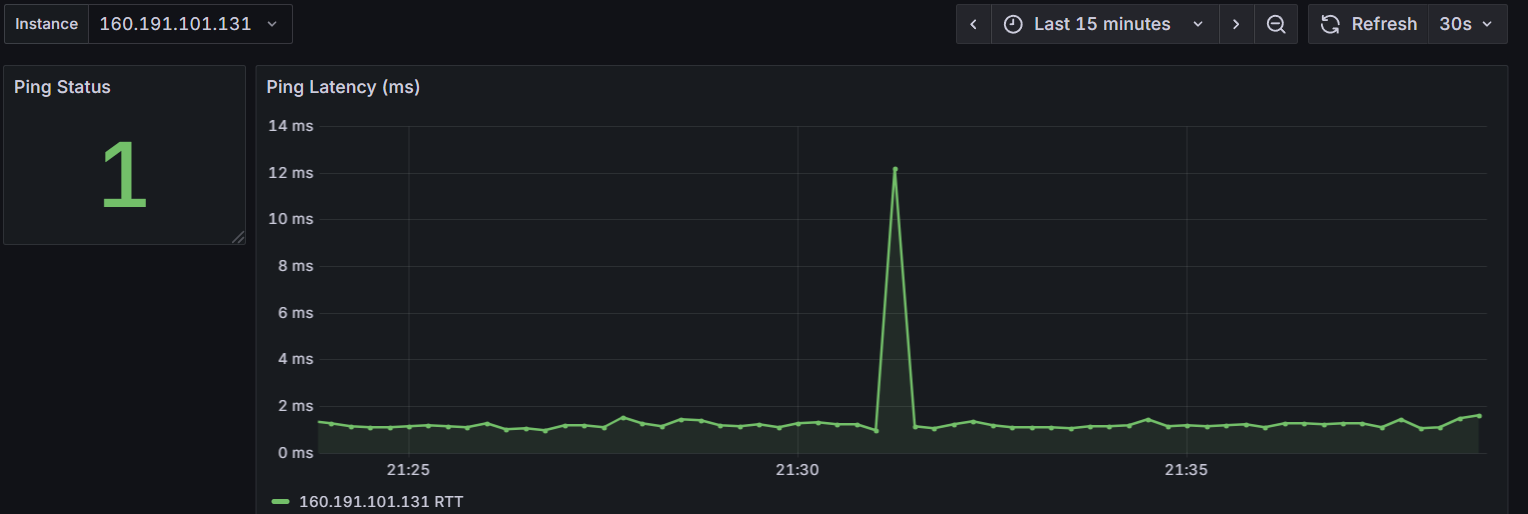 Instance 160.191.101.131 Last 15 minutes Refresh 30s
Ping Status
1
Ping Latency (ms)
14 ms
12 ms
10 ms
8 ms
6 ms
4 ms
2 ms
0 ms
21:25 21:30 21:35
160.191.101.131 RTT